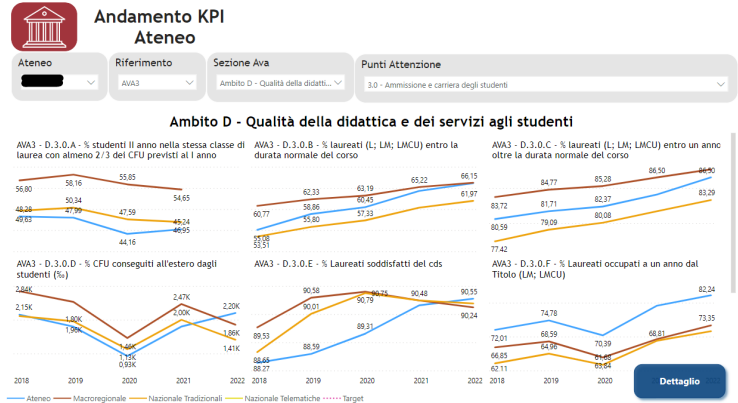 Andamento KPI
Ateneo
Ateneo
Riferimento
AVA3
Sezione Ava
Ambito D - Qualità della didatti...
Punti Attenzione
3.0 - Ammissione e carriera degli studenti
Ambito D - Qualità della didattica e dei servizi agli studenti
AVA3 - D.3.0.A - % studenti II anno nella stessa classe di
laurea con almeno 2/3 dei CFU previsti al I anno
56,80
58,16
55,85
54,65
48,28
50,34
47,59
45,24
49,63
47,99
44,16
46,95
AVA3 - D.3.0.B - % laureati (L; LM; LMCU) entro la
durata normale del corso
60,77
62,33
63,19
65,22
66,15
58,86
60,45
61,97
55,08
55,80
57,33
53,51
AVA3 - D.3.0.C - % laureati (L; LM; LMCU) entro un anno
oltre la durata normale del corso
83,72
84,77
85,28
86,50
86,50
80,59
81,71
82,37
83,29
77,42
79,09
80,08
AVA3 - D.3.0.D - % CFU conseguiti all'estero dagli
studenti (‰)
2,84K
2,47K
2,20K
2,15K
1,80K
2,00K
1,96K
1,46K
1,86K
1,13K
1,41K
0,93K
2018
2019
2020
2021
2022
AVA3 - D.3.0.E - % Laureati soddisfatti del cds
89,53
90,58
90,75
90,48
90,55
90,01
90,79
90,24
88,65
88,59
89,31
88,27
2018
2019
2020
2021
2022
AVA3 - D.3.0.F - % Laureati occupati a un anno dal
Titolo (LM; LMCU)
72,01
74,78
70,39
82,24
66,85
68,59
61,68
68,81
73,35
62,11
64,96
63,64
2018
2019
2020
Dettaglio
Ateneo
Macroregionale
Nazionale Tradizionali
Nazionale Telematiche
Target